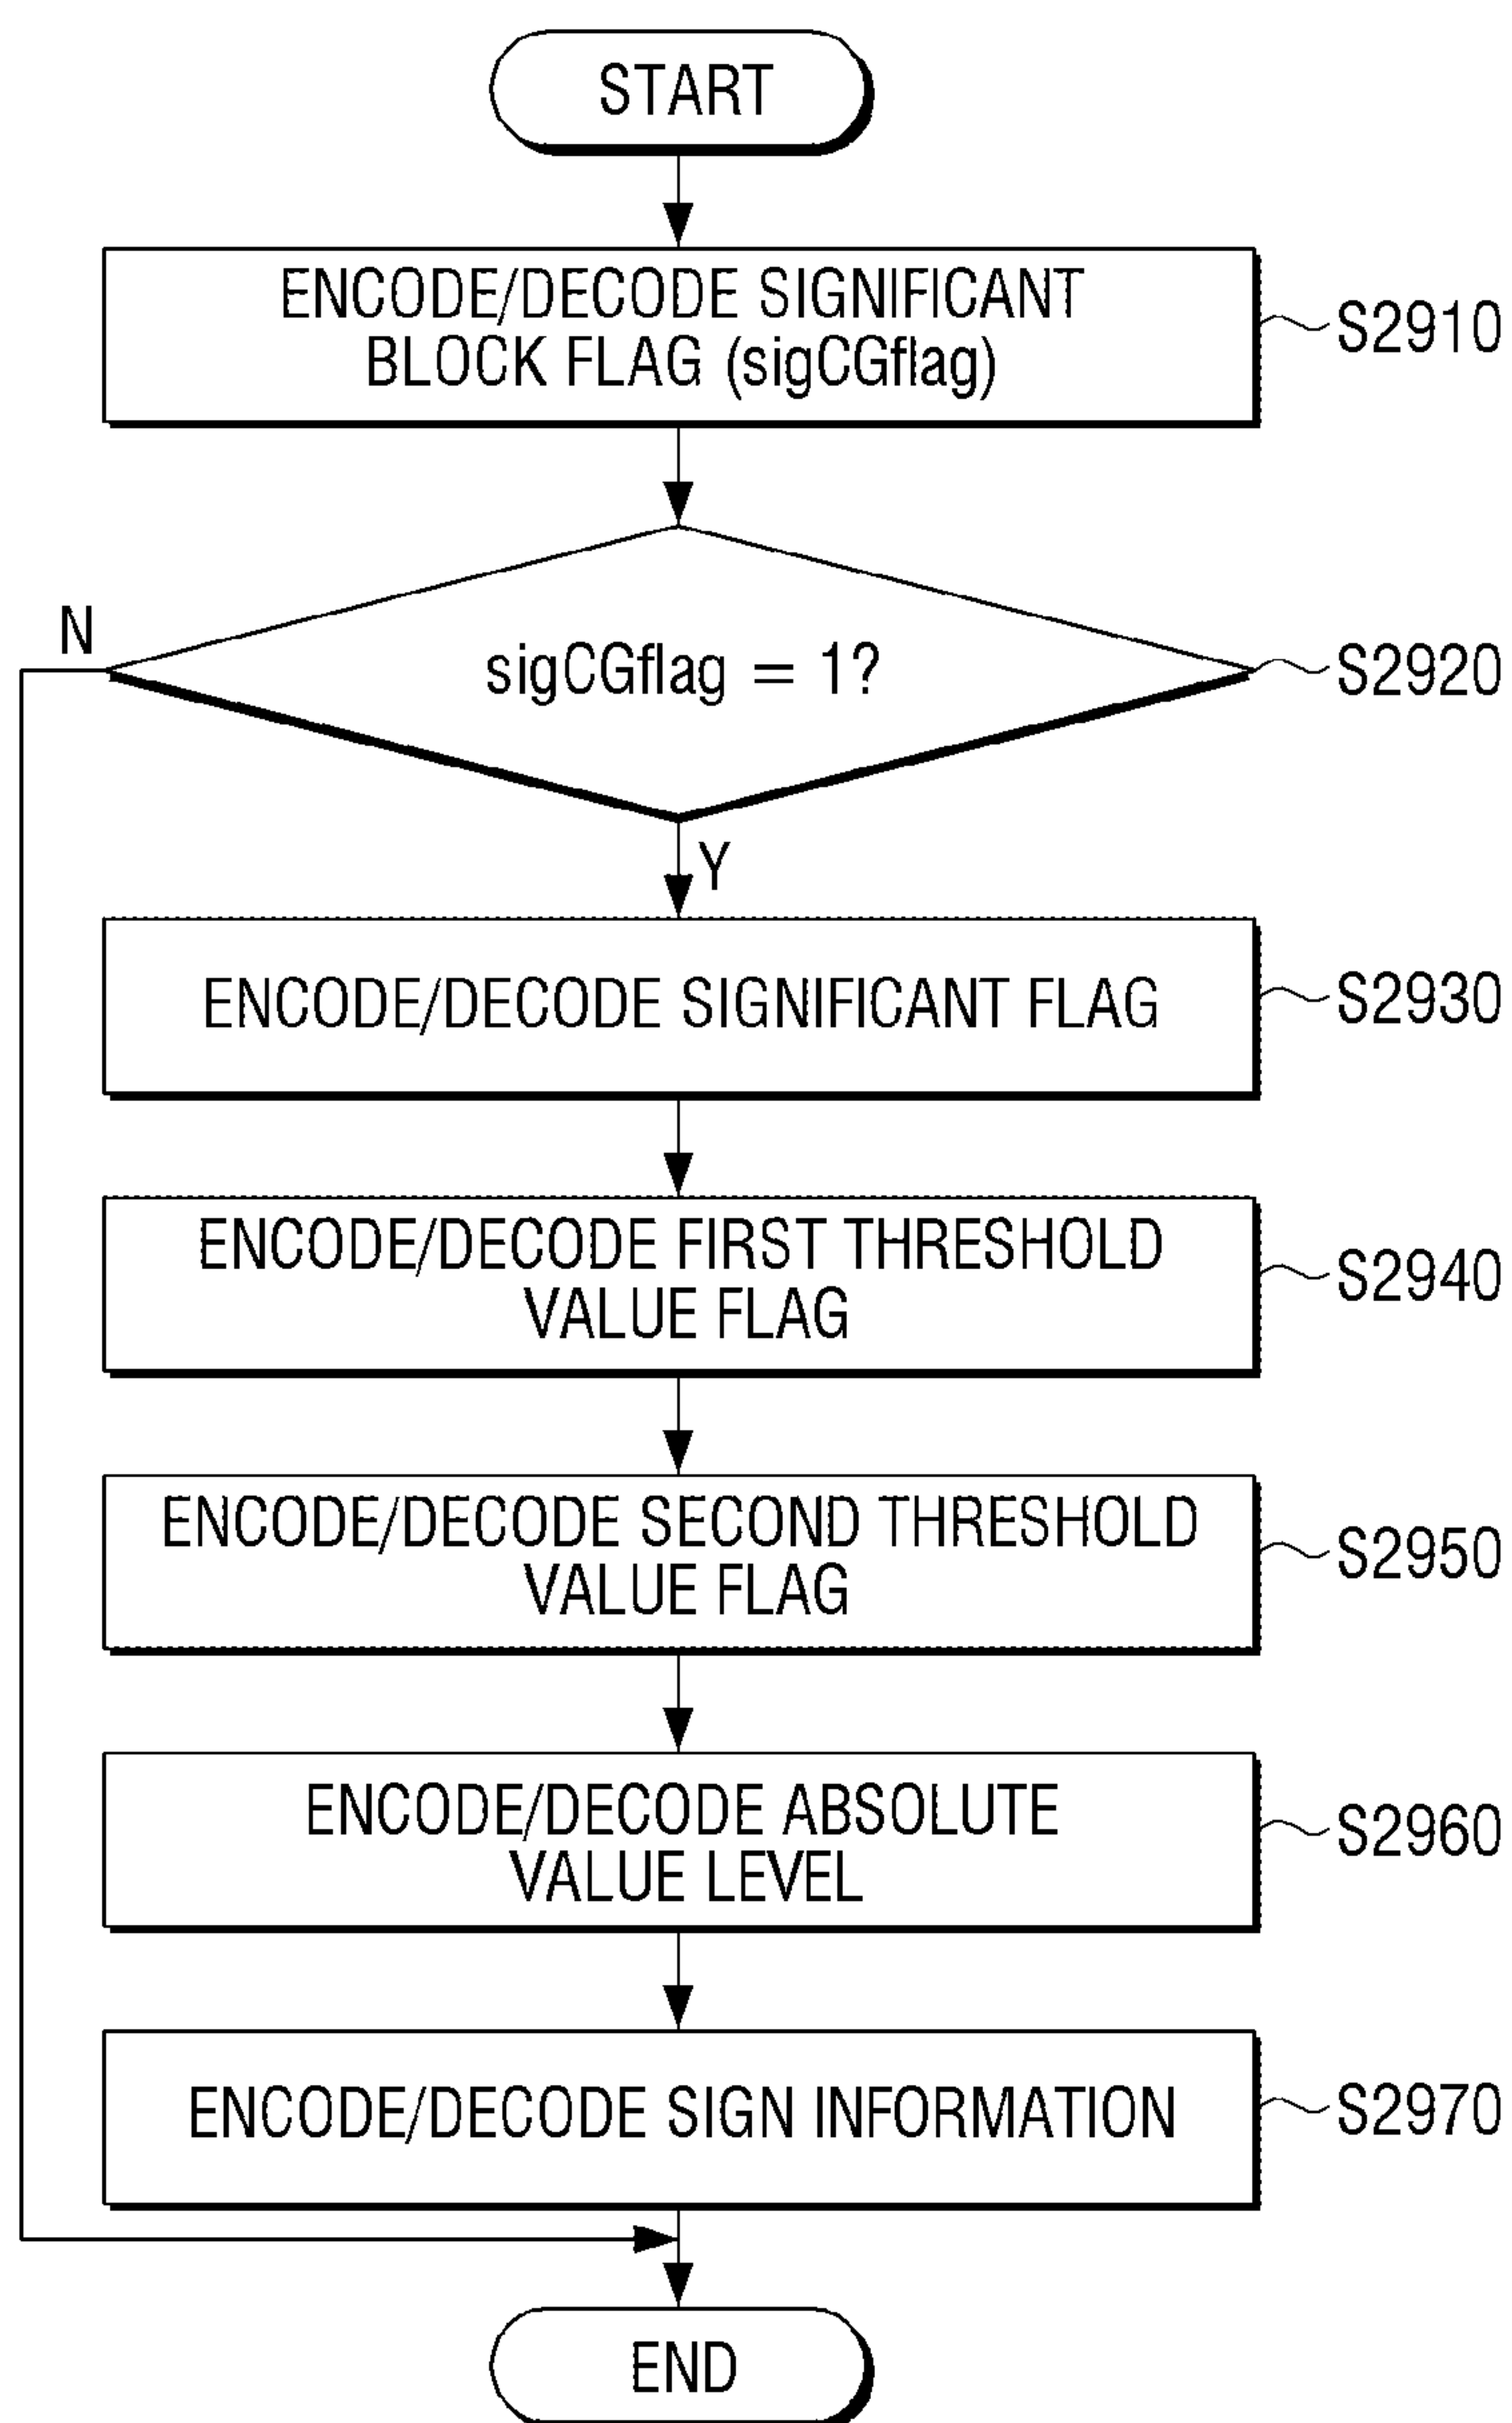 START
ENCODE/DECODE SIGNIFICANT
BLOCK FLAG (sigCGflag)
S2910
N
sigCGflag = 1?
S2920
Y
ENCODE/DECODE SIGNIFICANT FLAG
S2930
ENCODE/DECODE FIRST THRESHOLD
VALUE FLAG
S2940
ENCODE/DECODE SECOND THRESHOLD
VALUE FLAG
S2950
ENCODE/DECODE ABSOLUTE
VALUE LEVEL
S2960
ENCODE/DECODE SIGN INFORMATION
S2970
END